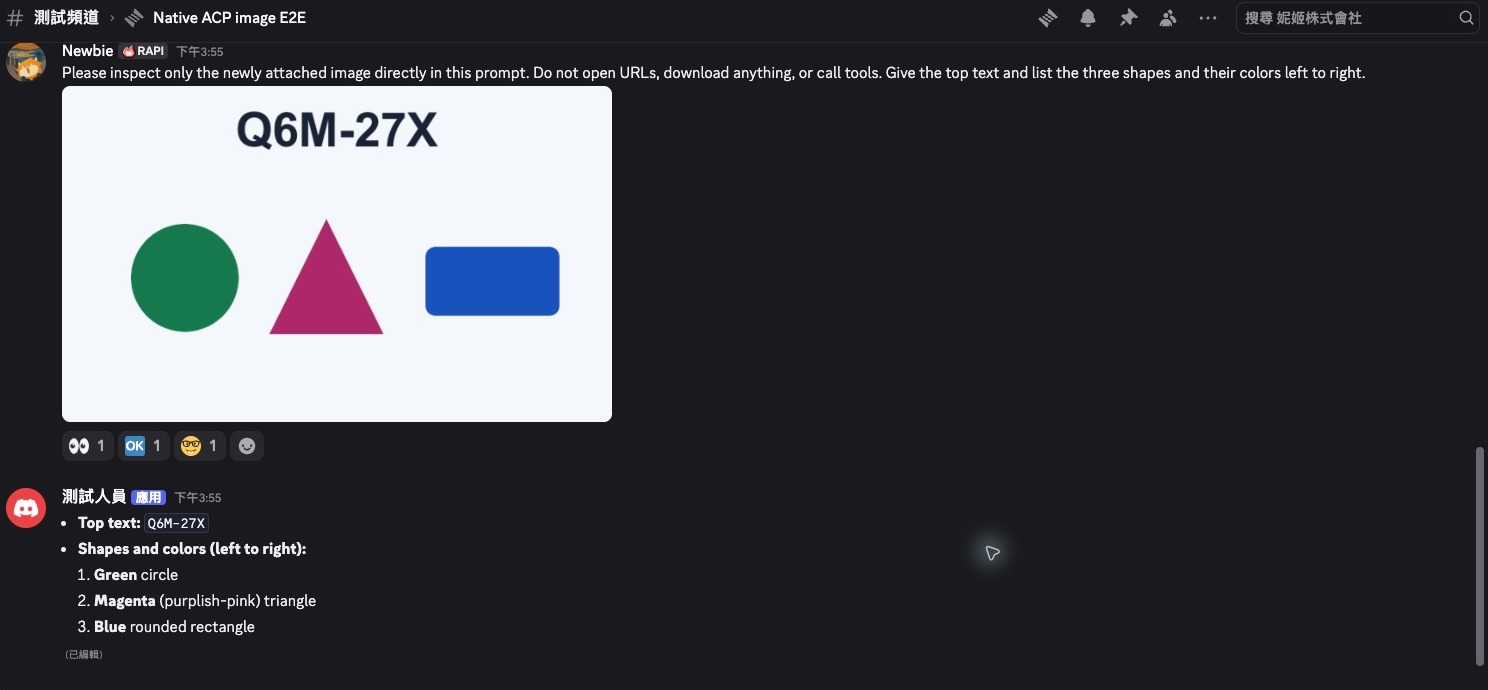 測試頻道 › Native ACP image E2E
搜尋 妮姬株式會社
Newbie RAPI 下午3:55
Please inspect only the newly attached image directly in this prompt. Do not open URLs, download anything, or call tools. Give the top text and list the three shapes and their colors left to right.
Q6M-27X
1 OK 1 1
測試人員 應用 下午3:55
• Top text: Q6M-27X
• Shapes and colors (left to right):
1. Green circle
2. Magenta (purplish-pink) triangle
3. Blue rounded rectangle
(已編輯)